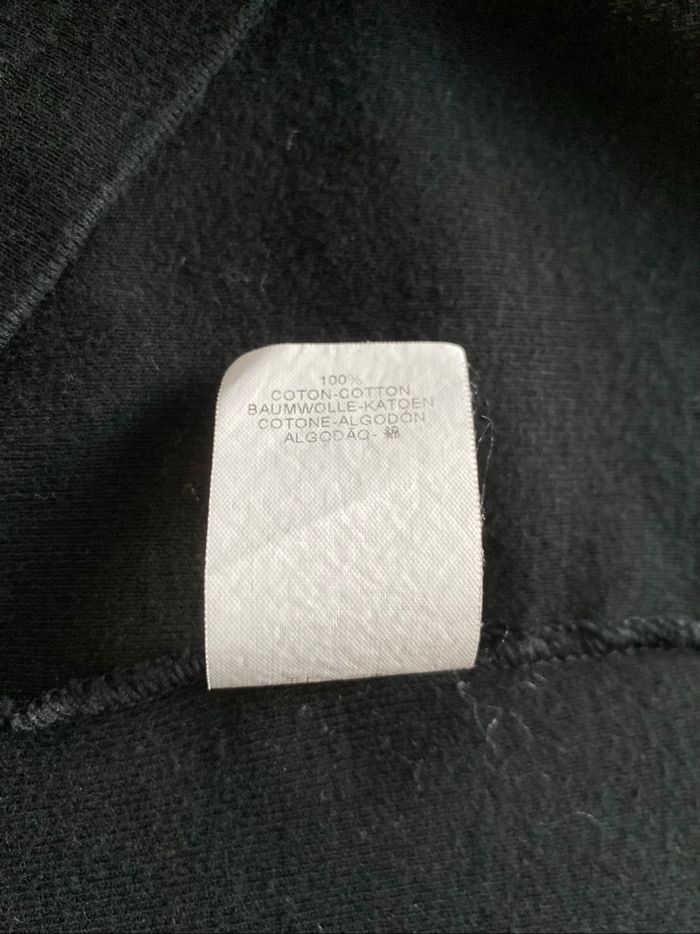 100%
COTON-COTTON
BAUMWOLLE-KATOEN
COTONE-ALGODÓN
ALGODÃO- 綿